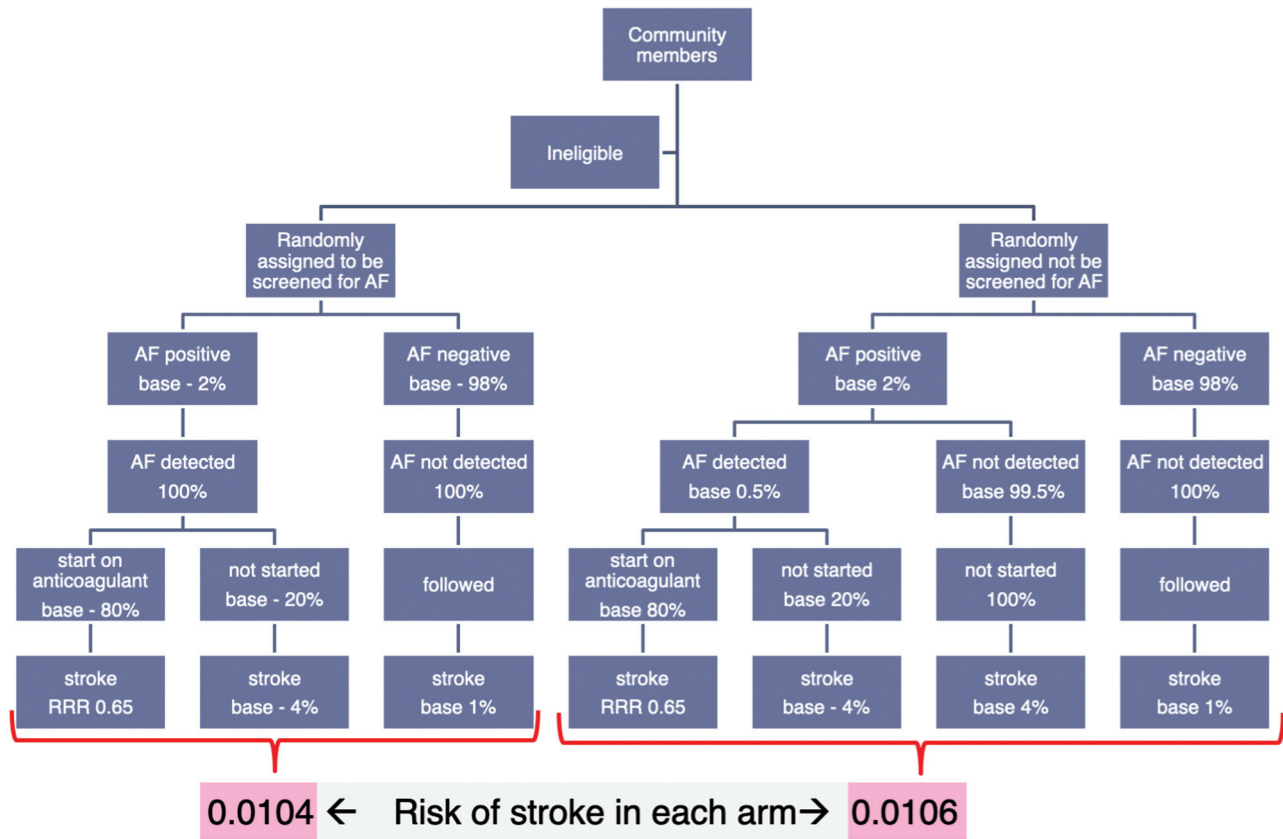 Community
members
Ineligible
Randomly
assigned to be
screened for AF
Randomly
assigned not be
screened for AF
AF positive
base - 2%
AF negative
base - 98%
AF positive
base 2%
AF negative
base 98%
AF detected
100%
AF not detected
100%
AF detected
base 0.5%
AF not detected
base 99.5%
AF not detected
100%
start on
anticoagulant
base - 80%
not started
base - 20%
followed
start on
anticoagulant
base 80%
not started
base 20%
not started
100%
followed
stroke
RRR 0.65
stroke
base - 4%
stroke
base 1%
stroke
RRR 0.65
stroke
base - 4%
stroke
base 4%
stroke
base 1%
0.0104 ← Risk of stroke in each arm→ 0.0106